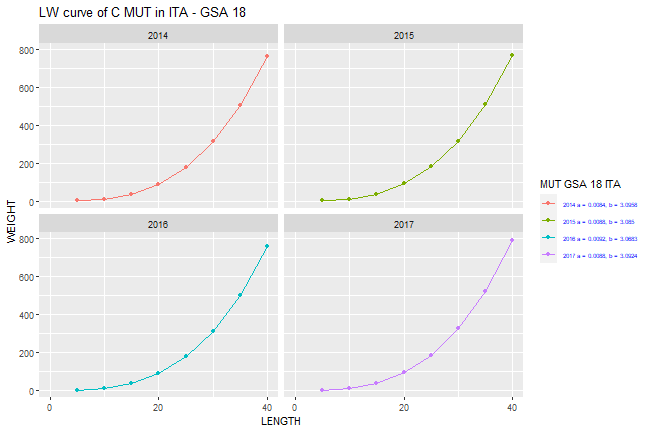 LW curve of C MUT in ITA - GSA 18
2014
2015
800
600
400
200
0
WEIGHT
2016
2017
800
600
400
200
0
0
20
40
0
20
40
LENGTH
MUT GSA 18 ITA
2014 a = 0.0084, b = 3.0958
2015 a = 0.0088, b = 3.085
2016 a = 0.0092, b = 3.0683
2017 a = 0.0088, b = 3.0924